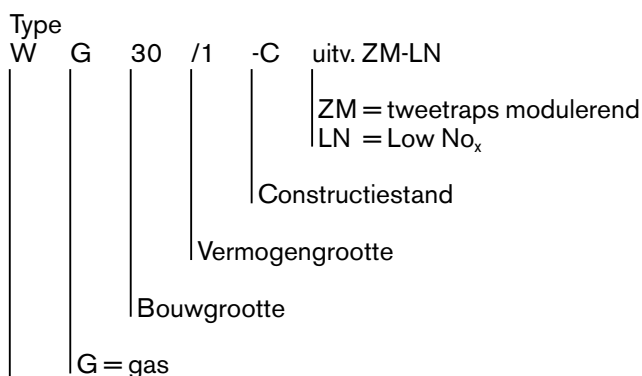 Type
W G 30 /1 -C uitv. ZM-LN
ZM = tweetraps modulerend
LN = Low Noₓ
Constructiestand
Vermogengrootte
Bouwgrootte
G = gas